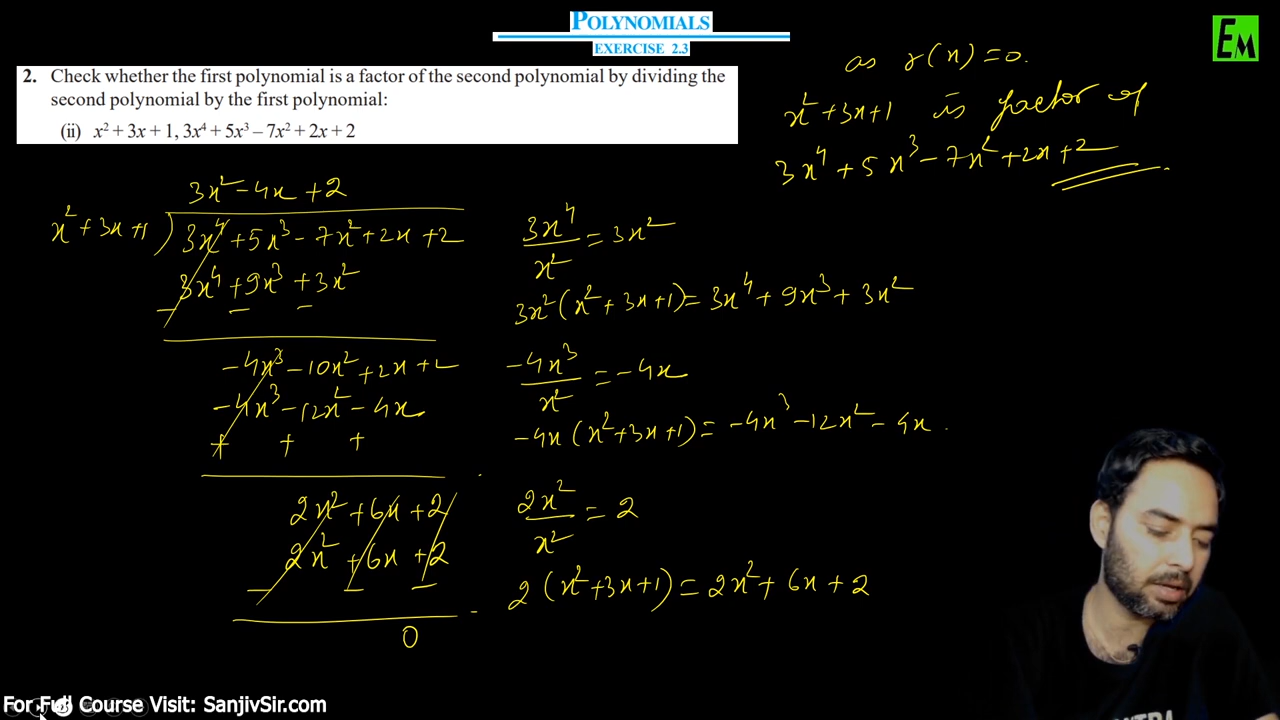 POLYNOMIALS
EXERCISE 2.3
EM
2. Check whether the first polynomial is a factor of the second polynomial by dividing the
second polynomial by the first polynomial:
(ii) x² + 3x + 1, 3x⁴ + 5x³ – 7x² + 2x + 2
as r(x) = 0.
x² + 3x + 1 is factor of
3x⁴ + 5x³ - 7x² + 2x + 2
3x² - 4x + 2
x² + 3x + 1 ) 3x⁴ + 5x³ - 7x² + 2x + 2
3x⁴ + 9x³ + 3x²
- - -
-4x³ - 10x² + 2x + 2
-4x³ - 12x² - 4x
+ + +
2x² + 6x + 2
2x² + 6x + 2
- - -
0
3x⁴/x² = 3x²
3x² (x² + 3x + 1) = 3x⁴ + 9x³ + 3x²
-4x³/x² = -4x
-4x (x² + 3x + 1) = -4x³ - 12x² - 4x
2x²/x² = 2
2 (x² + 3x + 1) = 2x² + 6x + 2
For Full Course Visit: SanjivSir.com